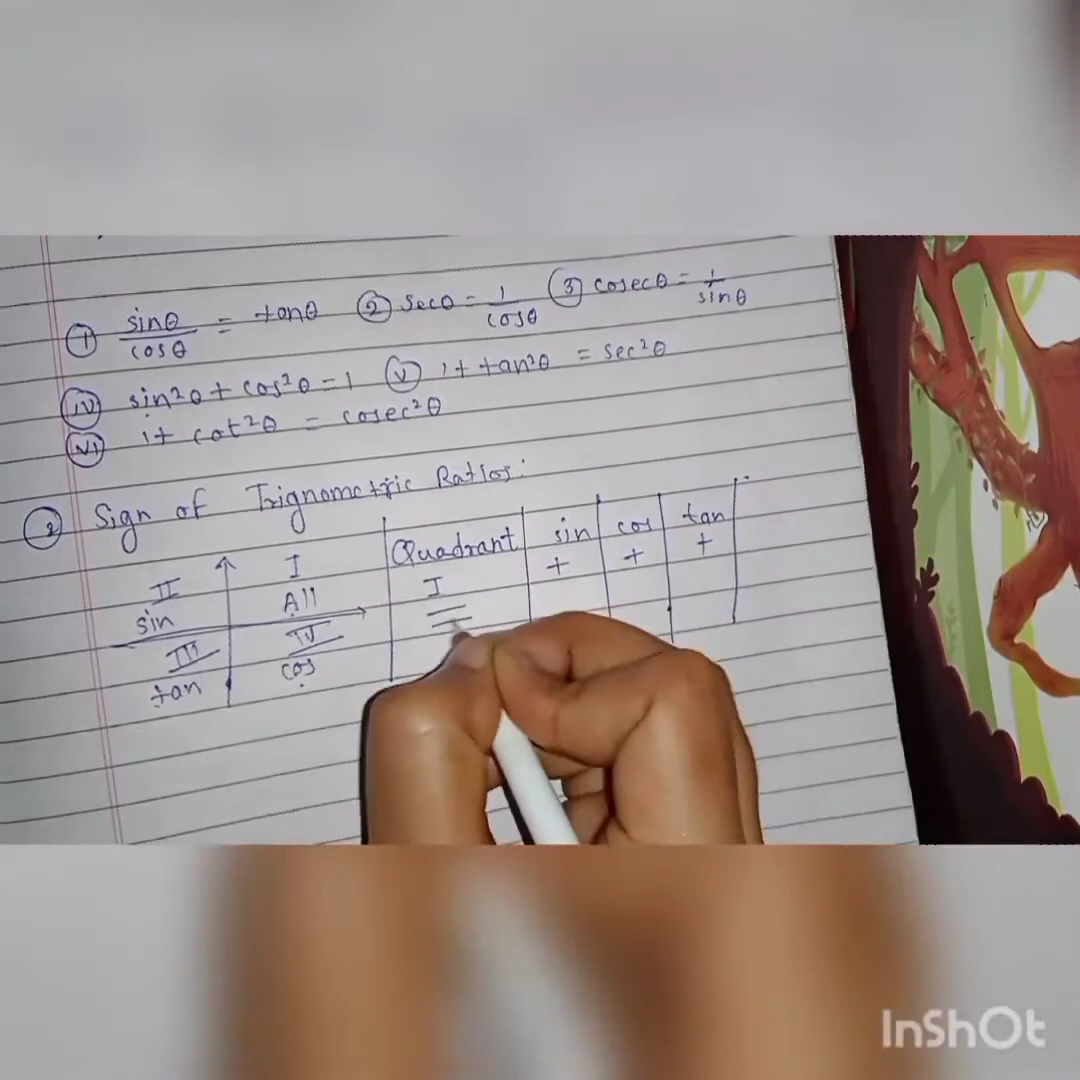 ① sinθ/cosθ = tanθ ② secθ = 1/cosθ ③ cosecθ = 1/sinθ
ⅳ sin²θ + cos²θ = 1 ⅴ 1 + tan²θ = sec²θ
ⅵ 1 + cot²θ = cosec²θ
② Sign of Trignometric Ratios:
Quadrant sin cos tan
I + + +
II I
sin All
III IV
tan cos
InShOt